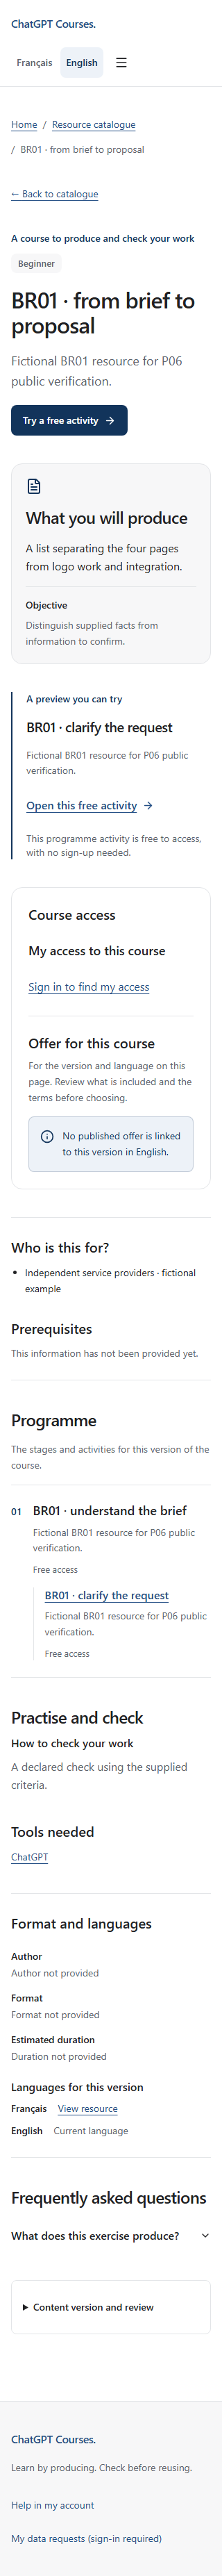 ChatGPT Courses.
Français English
Home / Resource catalogue
/ BR01 · from brief to proposal
← Back to catalogue
A course to produce and check your work
Beginner
BR01 · from brief to
proposal
Fictional BR01 resource for P06
public verification.
Try a free activity →
What you will produce
A list separating the four pages
from logo work and integration.
Objective
Distinguish supplied facts from
information to confirm.
A preview you can try
BR01 · clarify the request
Fictional BR01 resource for P06 public
verification.
Open this free activity →
This programme activity is free to access,
with no sign-up needed.
Course access
My access to this course
Sign in to find my access
Offer for this course
For the version and language on this
page. Review what is included and the
terms before choosing.
No published offer is linked
to this version in English.
Who is this for?
• Independent service providers · fictional
example
Prerequisites
This information has not been provided yet.
Programme
The stages and activities for this version of the
course.
01 BR01 · understand the brief
Fictional BR01 resource for P06 public
verification.
Free access
BR01 · clarify the request
Fictional BR01 resource for P06 public
verification.
Free access
Practise and check
How to check your work
A declared check using the supplied
criteria.
Tools needed
ChatGPT
Format and languages
Author
Author not provided
Format
Format not provided
Estimated duration
Duration not provided
Languages for this version
Français View resource
English Current language
Frequently asked questions
What does this exercise produce?
▶ Content version and review
ChatGPT Courses.
Learn by producing. Check before reusing.
Help in my account
My data requests (sign-in required)